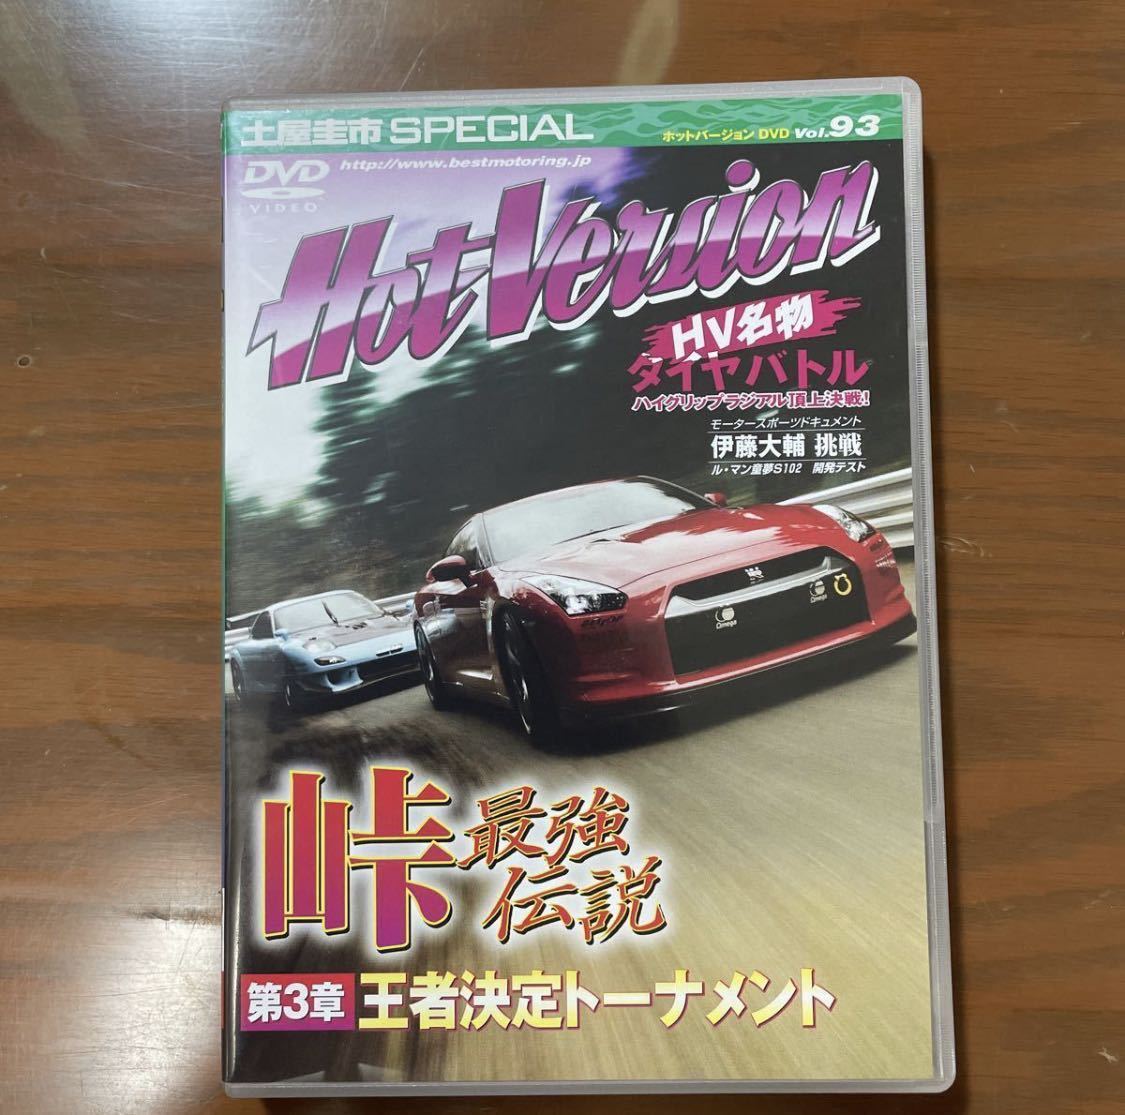 土屋圭市 SPECIAL
ホットバージョン DVD Vol.93
DVD
VIDEO
http://www.bestmotoring.jp
Hot-Version
HV名物
タイヤバトル
ハイグリップラジアル頂上決戦!
モータースポーツドキュメント
伊藤大輔 挑戦
ル・マン童夢S102 開発テスト
Omega
Omega
峠 最強
伝説
第3章 王者決定トーナメント